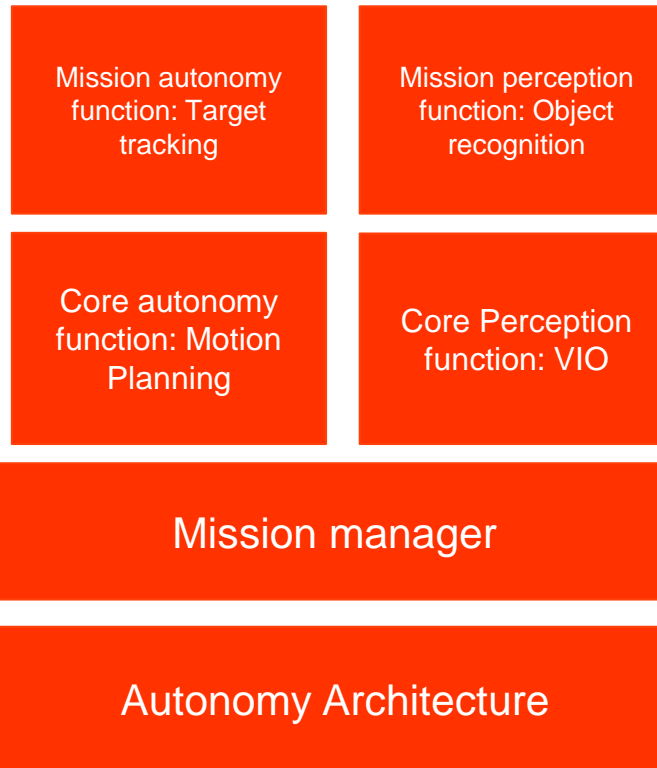 Mission autonomy
function: Target
tracking
Mission perception
function: Object
recognition
Core autonomy
function: Motion
Planning
Core Perception
function: VIO
Mission manager
Autonomy Architecture